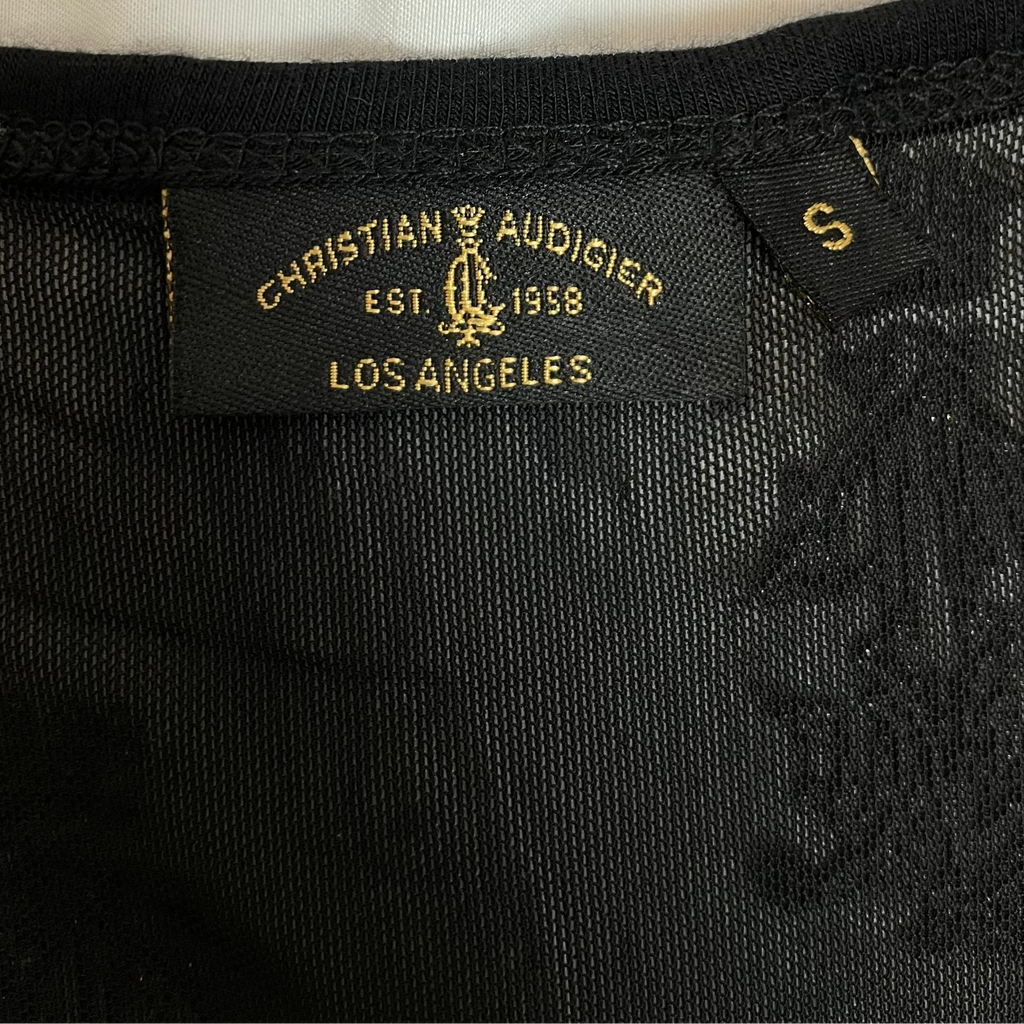 CHRISTIAN AUDIGIER
EST. 1958
LOS ANGELES
S